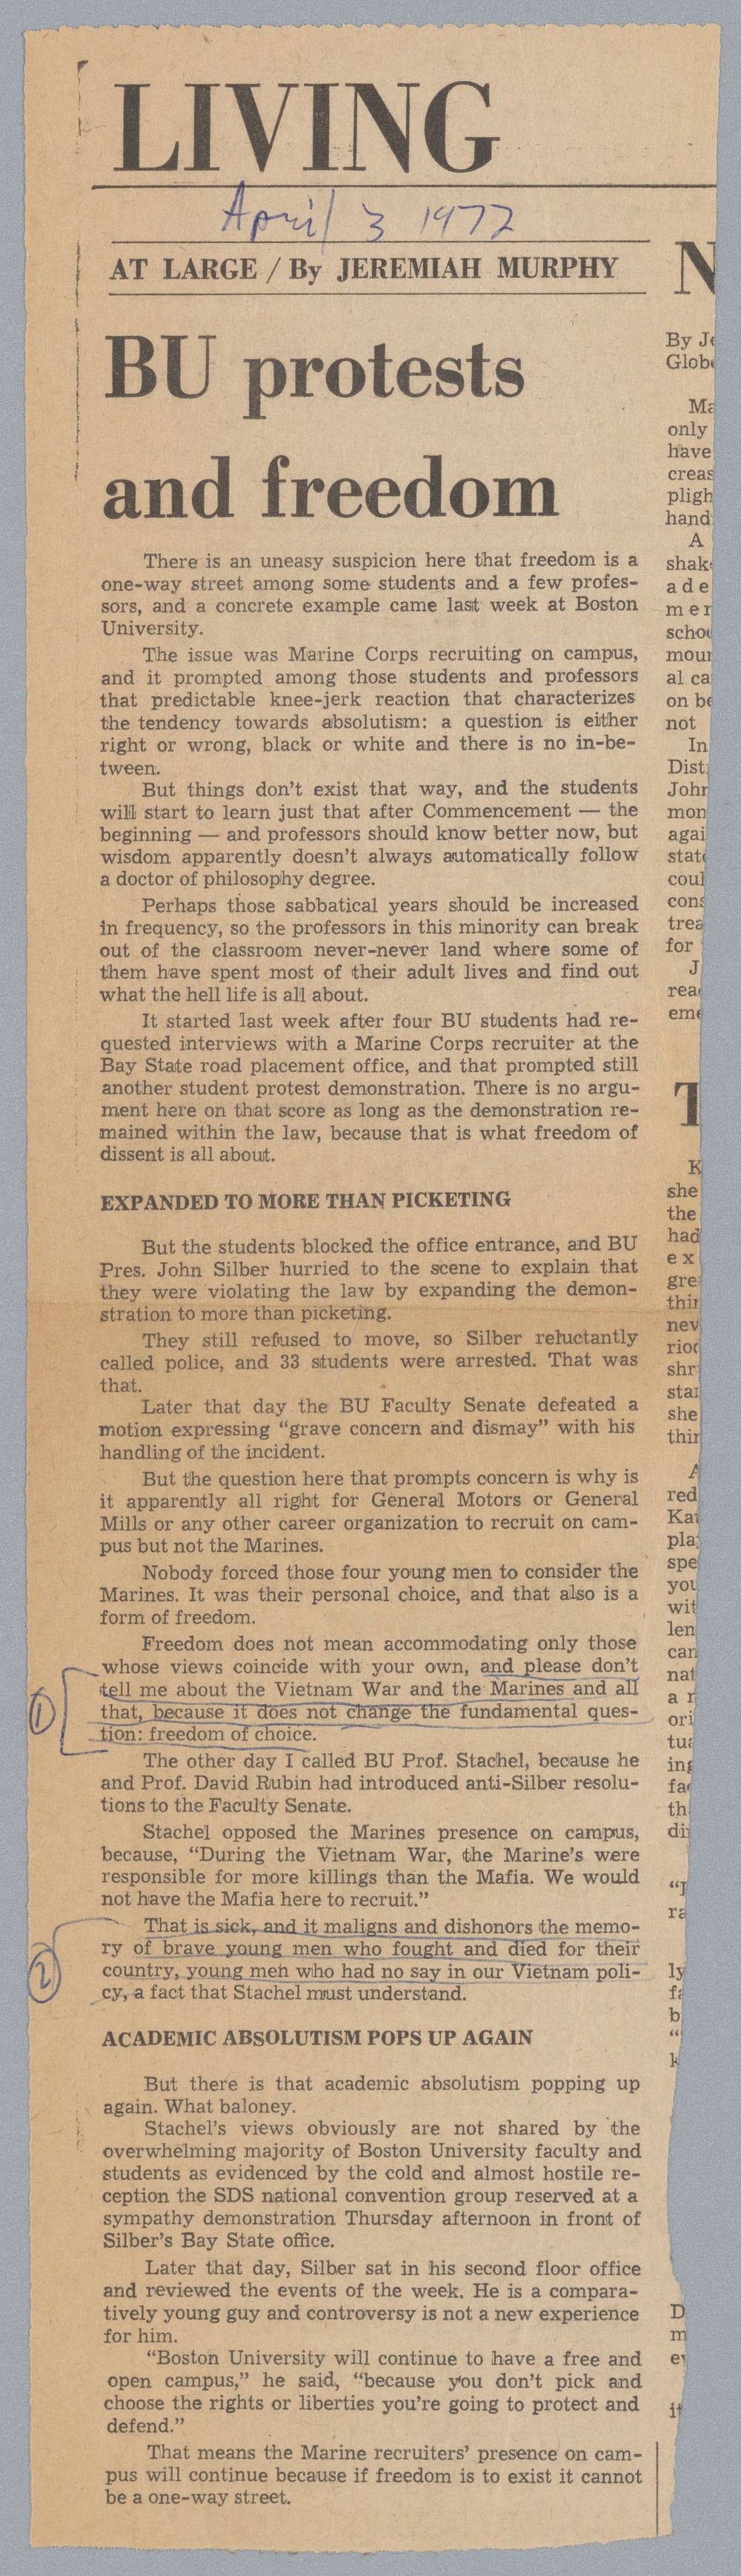 LIVING
April 3 1972
AT LARGE / By JEREMIAH MURPHY
BU protests
and freedom
There is an uneasy suspicion here that freedom is a
one-way street among some students and a few profes-
sors, and a concrete example came last week at Boston
University.
The issue was Marine Corps recruiting on campus,
and it prompted among those students and professors
that predictable knee-jerk reaction that characterizes
the tendency towards absolutism: a question is either
right or wrong, black or white and there is no in-be-
tween.
But things don't exist that way, and the students
will start to learn just that after Commencement — the
beginning — and professors should know better now, but
wisdom apparently doesn't always automatically follow
a doctor of philosophy degree.
Perhaps those sabbatical years should be increased
in frequency, so the professors in this minority can break
out of the classroom never-never land where some of
them have spent most of their adult lives and find out
what the hell life is all about.
It started last week after four BU students had re-
quested interviews with a Marine Corps recruiter at the
Bay State road placement office, and that prompted still
another student protest demonstration. There is no argu-
ment here on that score as long as the demonstration re-
mained within the law, because that is what freedom of
dissent is all about.
EXPANDED TO MORE THAN PICKETING
But the students blocked the office entrance, and BU
Pres. John Silber hurried to the scene to explain that
they were violating the law by expanding the demon-
stration to more than picketing.
They still refused to move, so Silber reluctantly
called police, and 33 students were arrested. That was
that.
Later that day the BU Faculty Senate defeated a
motion expressing "grave concern and dismay" with his
handling of the incident.
But the question here that prompts concern is why is
it apparently all right for General Motors or General
Mills or any other career organization to recruit on cam-
pus but not the Marines.
Nobody forced those four young men to consider the
Marines. It was their personal choice, and that also is a
form of freedom.
Freedom does not mean accommodating only those
whose views coincide with your own, and please don't
tell me about the Vietnam War and the Marines and all
① that, because it does not change the fundamental ques-
tion: freedom of choice.
The other day I called BU Prof. Stachel, because he
and Prof. David Rubin had introduced anti-Silber resolu-
tions to the Faculty Senate.
Stachel opposed the Marines presence on campus,
because, "During the Vietnam War, the Marine's were
responsible for more killings than the Mafia. We would
not have the Mafia here to recruit."
That is sick, and it maligns and dishonors the memo-
ry of brave young men who fought and died for their
② country, young men who had no say in our Vietnam poli-
cy, a fact that Stachel must understand.
ACADEMIC ABSOLUTISM POPS UP AGAIN
But there is that academic absolutism popping up
again. What baloney.
Stachel's views obviously are not shared by the
overwhelming majority of Boston University faculty and
students as evidenced by the cold and almost hostile re-
ception the SDS national convention group reserved at a
sympathy demonstration Thursday afternoon in front of
Silber's Bay State office.
Later that day, Silber sat in his second floor office
and reviewed the events of the week. He is a compara-
tively young guy and controversy is not a new experience
for him.
"Boston University will continue to have a free and
open campus," he said, "because you don't pick and
choose the rights or liberties you're going to protect and
defend."
That means the Marine recruiters' presence on cam-
pus will continue because if freedom is to exist it cannot
be a one-way street.